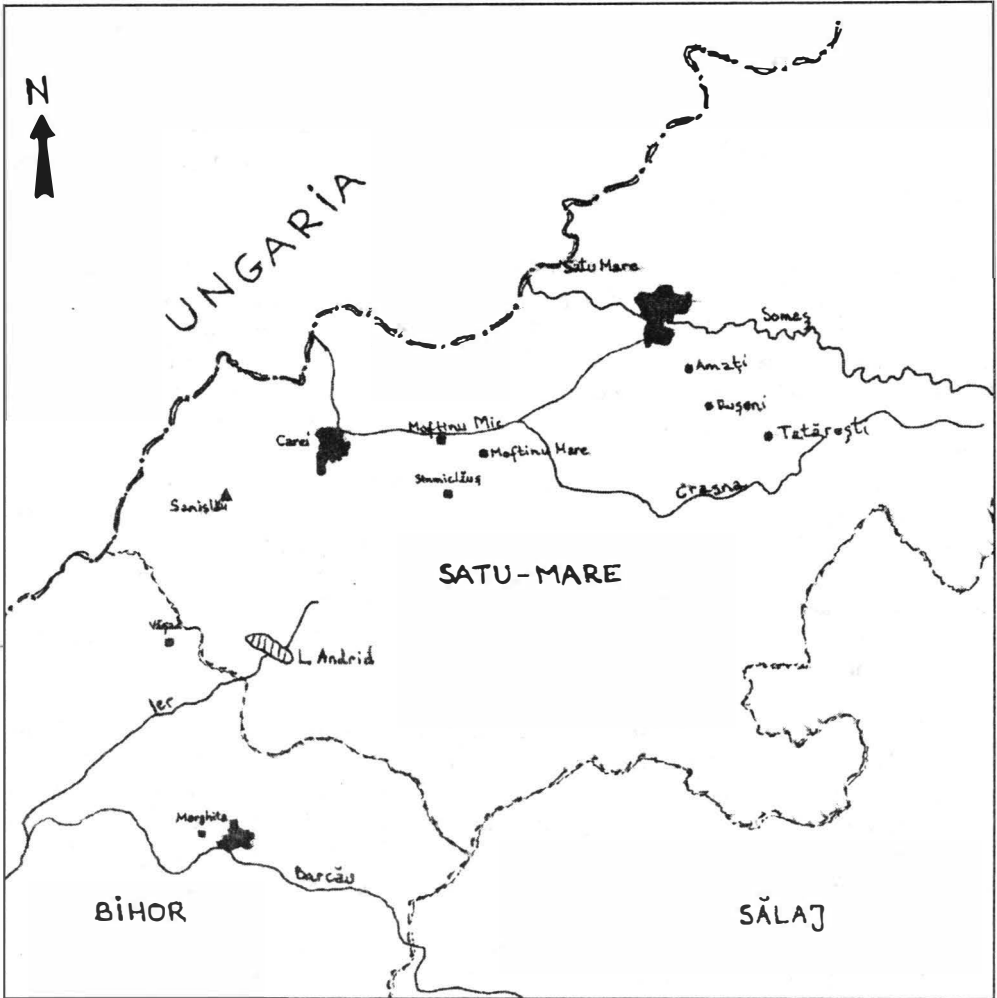 N
UNGARIA
Satu Mare
Someş
Amaţi
Ruşeni
Tătăreşti
Carei
Moftinu Mic
Moftinu Mare
Sînmiclăuş
Crasna
Sanislău
SATU-MARE
L. Andrid
Ier
Marghita
Barcău
BIHOR
SĂLAJ